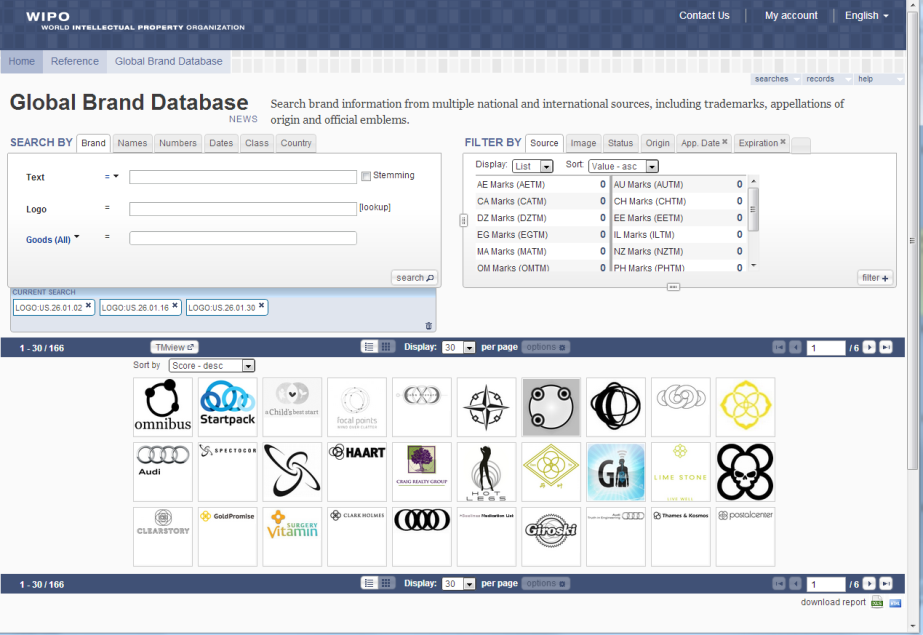 WIPO
WORLD INTELLECTUAL PROPERTY ORGANIZATION
Contact Us
My account
English
Home
Reference
Global Brand Database
searches
records
help
Global Brand Database
NEWS
Search brand information from multiple national and international sources, including trademarks, appellations of
origin and official emblems.
SEARCH BY Brand Names Numbers Dates Class Country
FILTER BY Source Image Status Origin App. Date Expiration
Text = Stemming
Logo = [lookup]
Goods (All) =
search
Display: List Sort: Value - asc
AE Marks (AETM) 0 AU Marks (AUTM) 0
CA Marks (CATM) 0 CH Marks (CHTM) 0
DZ Marks (DZTM) 0 EE Marks (EETM) 0
EG Marks (EGTM) 0 IL Marks (ILTM) 0
MA Marks (MATM) 0 NZ Marks (NZTM) 0
OM Marks (OMTM) 0 PH Marks (PHTM) 0
filter +
CURRENT SEARCH
LOGO:US.26.01.02 LOGO:US.26.01.16 LOGO:US.26.01.30
1 - 30 / 166 TMview Display: 30 per page options 1 / 6
Sort by Score - desc
omnibus
Startpack
a Child's best start
focal points
Audi
SPECTOCOR
HAART
CRAIG REALTY GROUP
HOT LESS
GH
LIME STONE
LIVE WELL
CLEARSTORY
GoldPromise
SURGERY
Vitamin
CLARK HOLMES
Medication List
Giroski
Audi
Thames & Kosmos
postalcenter
1 - 30 / 166 Display: 30 per page options 1 / 6
download report